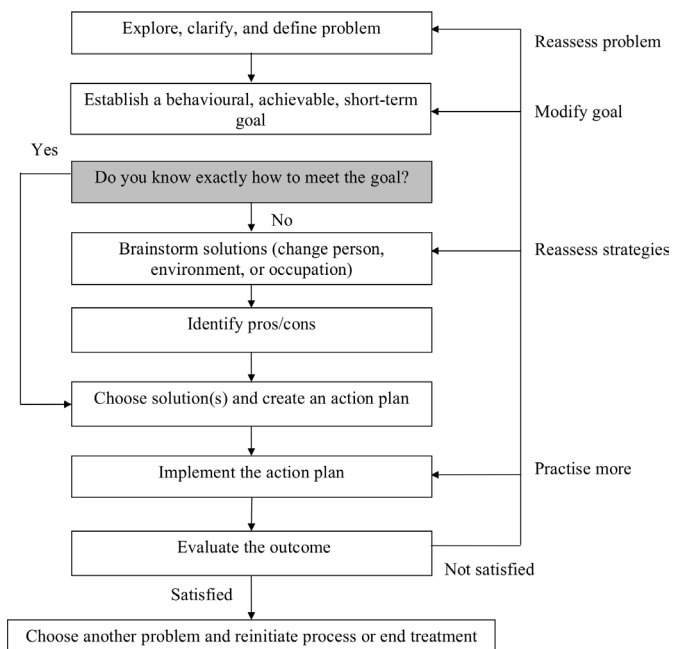 Explore, clarify, and define problem
Reassess problem
Establish a behavioural, achievable, short-term
goal
Modify goal
Yes
Do you know exactly how to meet the goal?
No
Brainstorm solutions (change person,
environment, or occupation)
Reassess strategies
Identify pros/cons
Choose solution(s) and create an action plan
Implement the action plan
Practise more
Evaluate the outcome
Not satisfied
Satisfied
Choose another problem and reinitiate process or end treatment